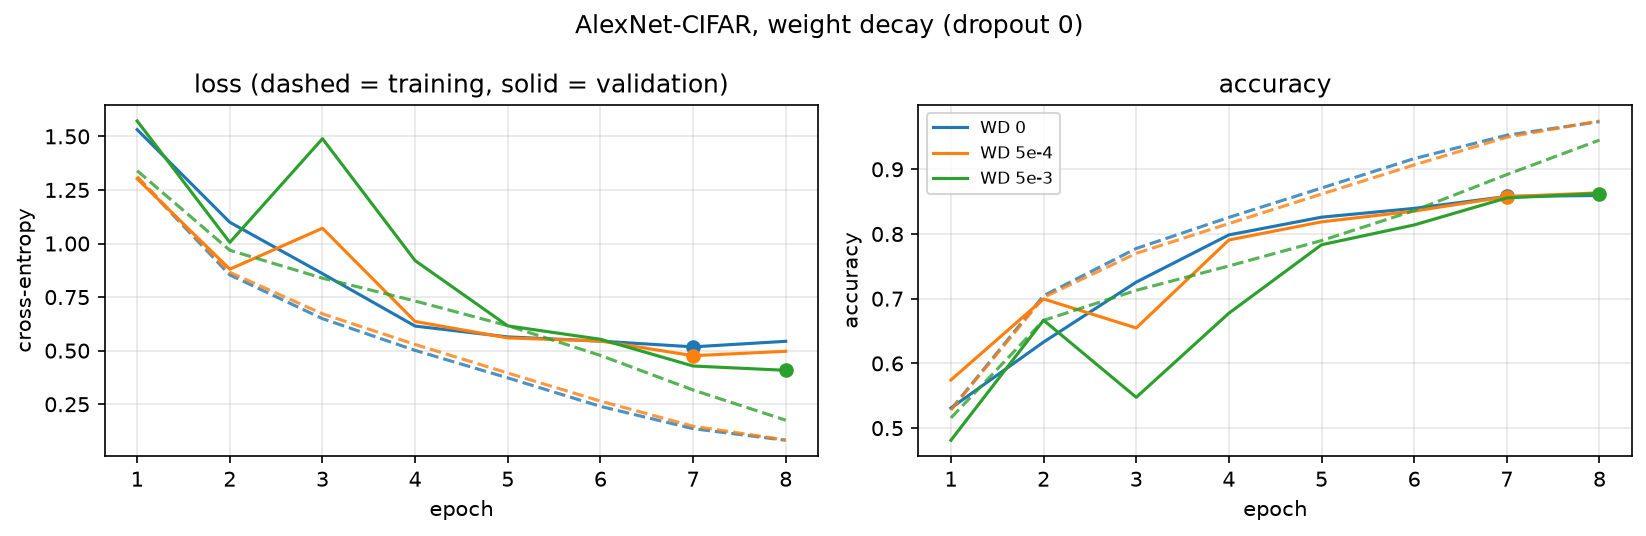 AlexNet-CIFAR, weight decay (dropout 0)
loss (dashed = training, solid = validation)
cross-entropy
1.50
1.25
1.00
0.75
0.50
0.25
1 2 3 4 5 6 7 8
epoch
accuracy
accuracy
0.9
0.8
0.7
0.6
0.5
WD 0
WD 5e-4
WD 5e-3
1 2 3 4 5 6 7 8
epoch